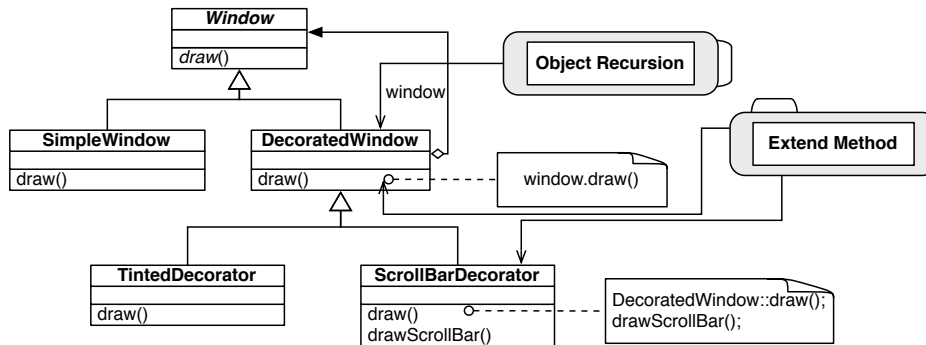 Window
draw()
Object Recursion
window
SimpleWindow
draw()
DecoratedWindow
draw()
window.draw()
Extend Method
TintedDecorator
draw()
ScrollBarDecorator
draw()
drawScrollBar()
DecoratedWindow::draw();
drawScrollBar();